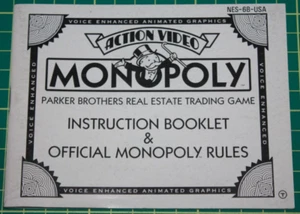 NES-6B-USA
VOICE ENHANCED ANIMATED GRAPHICS
ACTION VIDEO
MONOPOLY
PARKER BROTHERS REAL ESTATE TRADING GAME
VOICE ENHANCED
VOICE ENHANCED
INSTRUCTION BOOKLET
&
OFFICIAL MONOPOLY RULES
VOICE ENHANCED ANIMATED GRAPHICS